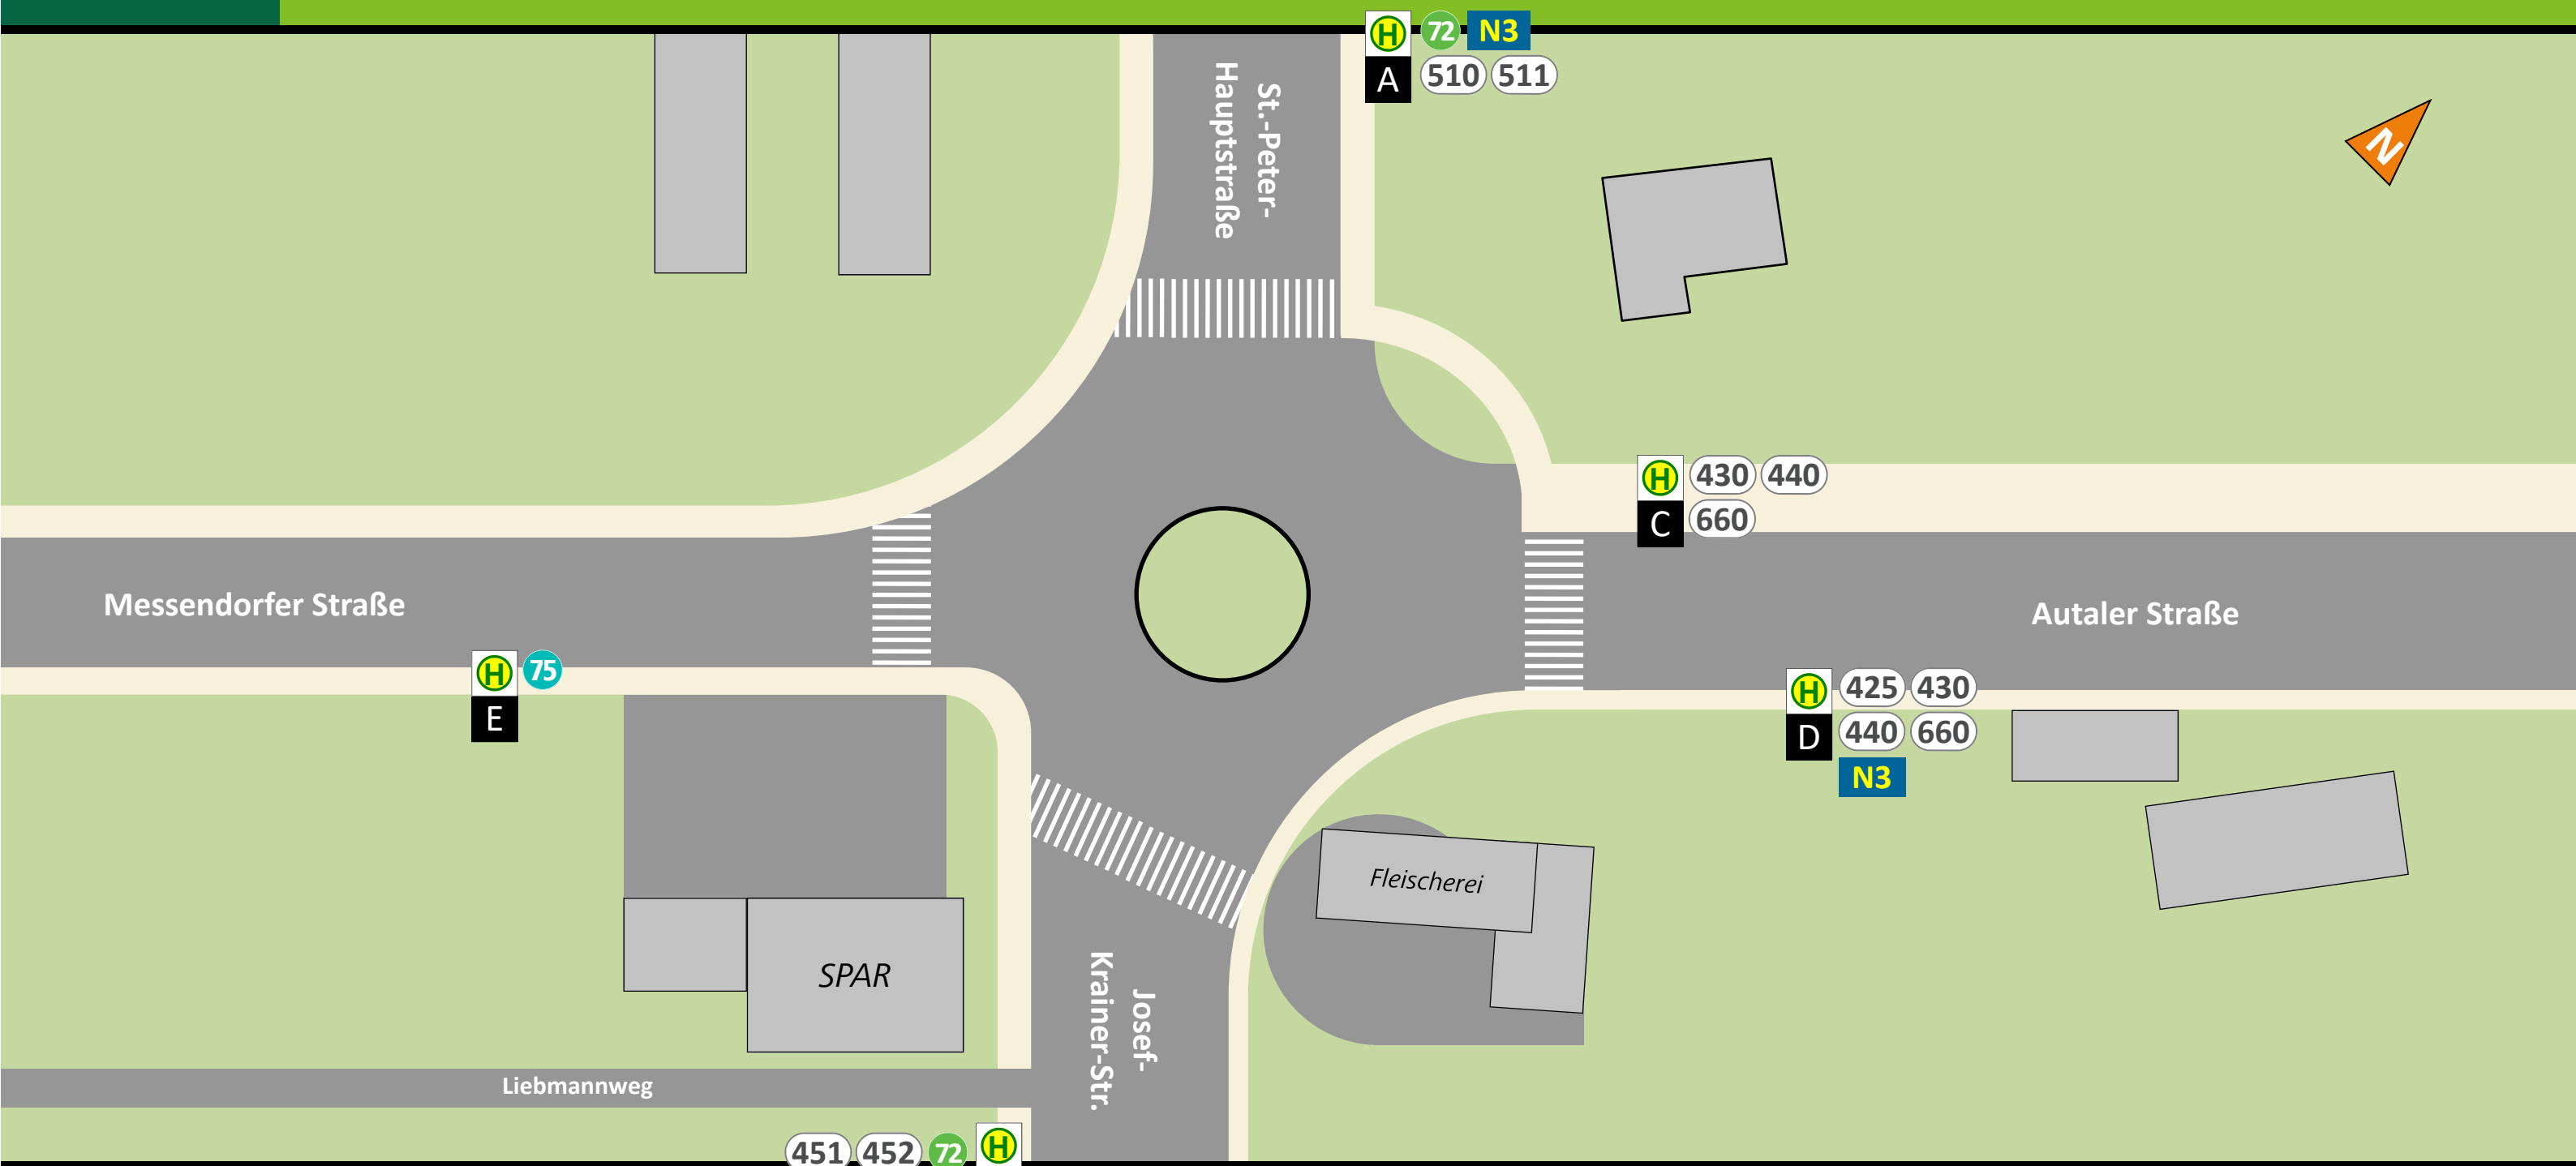 H 72 N3
A 510 511
St.-Peter-
Hauptstraße
N
H 430 440
C 660
Messendorfer Straße
Autaler Straße
H 75
E
H 425 430
D 440 660
N3
Fleischerei
SPAR
Josef-
Krainer-Str.
Liebmannweg
451 452 72 H